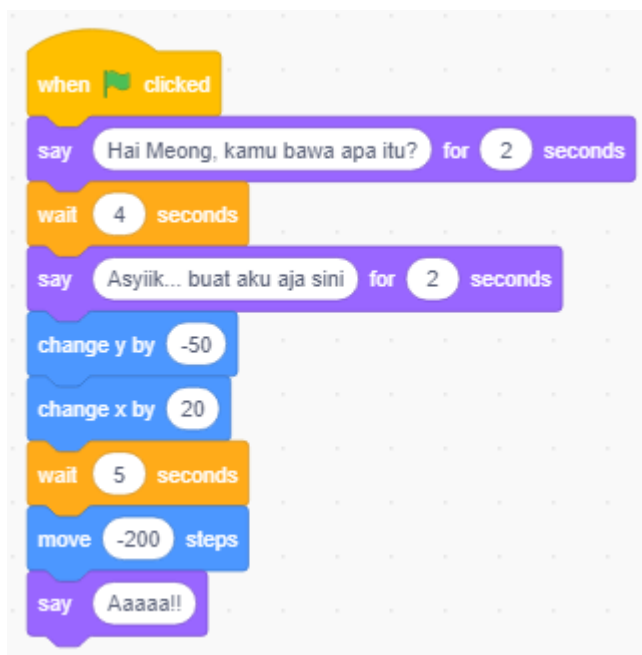 when clicked
say Hai Meong, kamu bawa apa itu? for 2 seconds
wait 4 seconds
say Asyiik... buat aku aja sini for 2 seconds
change y by -50
change x by 20
wait 5 seconds
move -200 steps
say Aaaaa!!